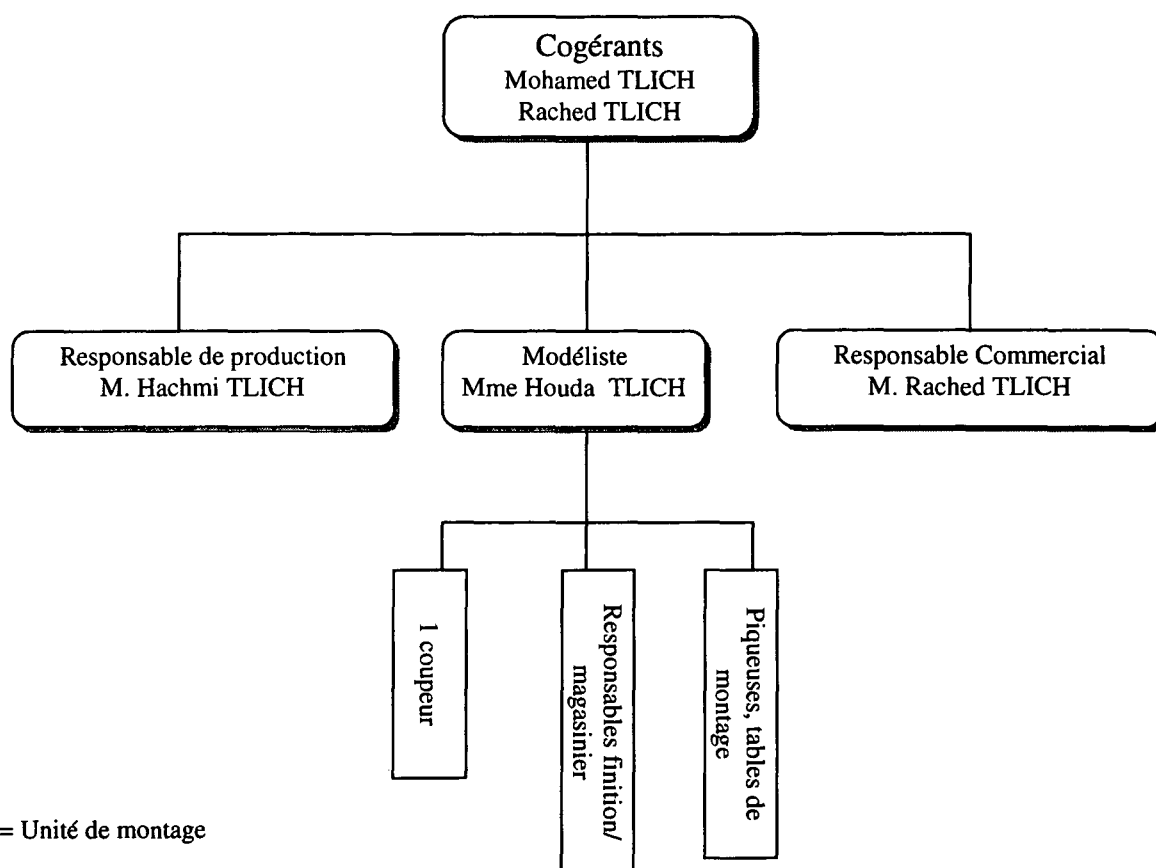 Cogérants
Mohamed TLICH
Rached TLICH
Responsable de production
M. Hachmi TLICH
Modéliste
Mme Houda TLICH
Responsable Commercial
M. Rached TLICH
1 coupeur
Responsables finition/
magasinier
Piqueuses, tables de
montage
= Unité de montage